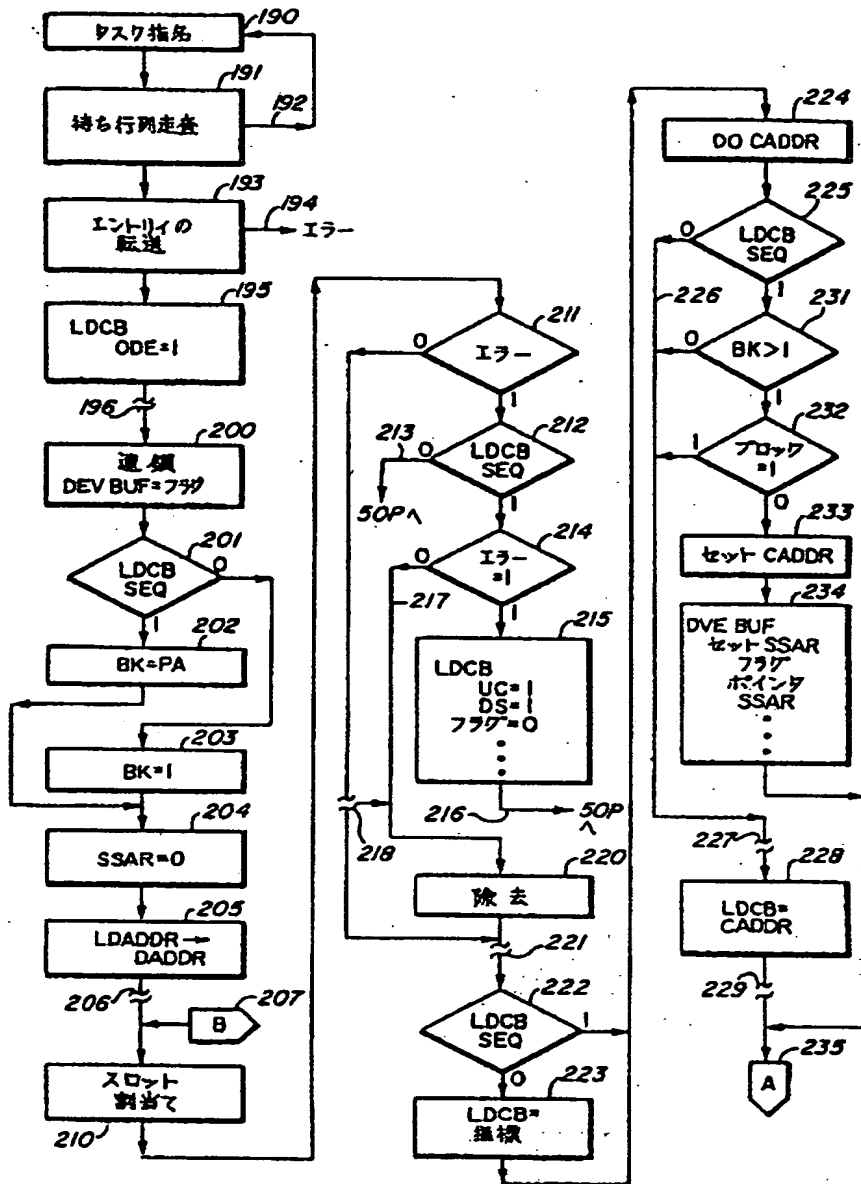 190
タスク指名
191
192
待ち行列走査
193
194
エントリィの
転送
エラー
195
LDCB
ODE=1
196
200
連鎖
DEV BUF=フラグ
201
LDCB
SEQ
0
1
202
BK=PA
203
BK=1
204
SSAR=0
205
LDADDR→
DADDR
206
207
B
スロット
割当て
210
211
エラー
0
1
212
213
LDCB
SEQ
0
1
50Pへ
214
エラー
=1
0
1
217
215
LDCB
UC=1
DS=1
フラグ=0
216
50P
へ
218
220
除去
221
222
LDCB
SEQ
1
0
223
LDCB=
224
DO CADDR
225
LDCB
SEQ
0
1
226
231
BK>1
0
1
232
ブロック
=1
1
0
233
セット CADDR
234
DVE BUF
セット SSAR
フラグ
ポインタ
SSAR
227
228
LDCB=
CADDR
229
235
A